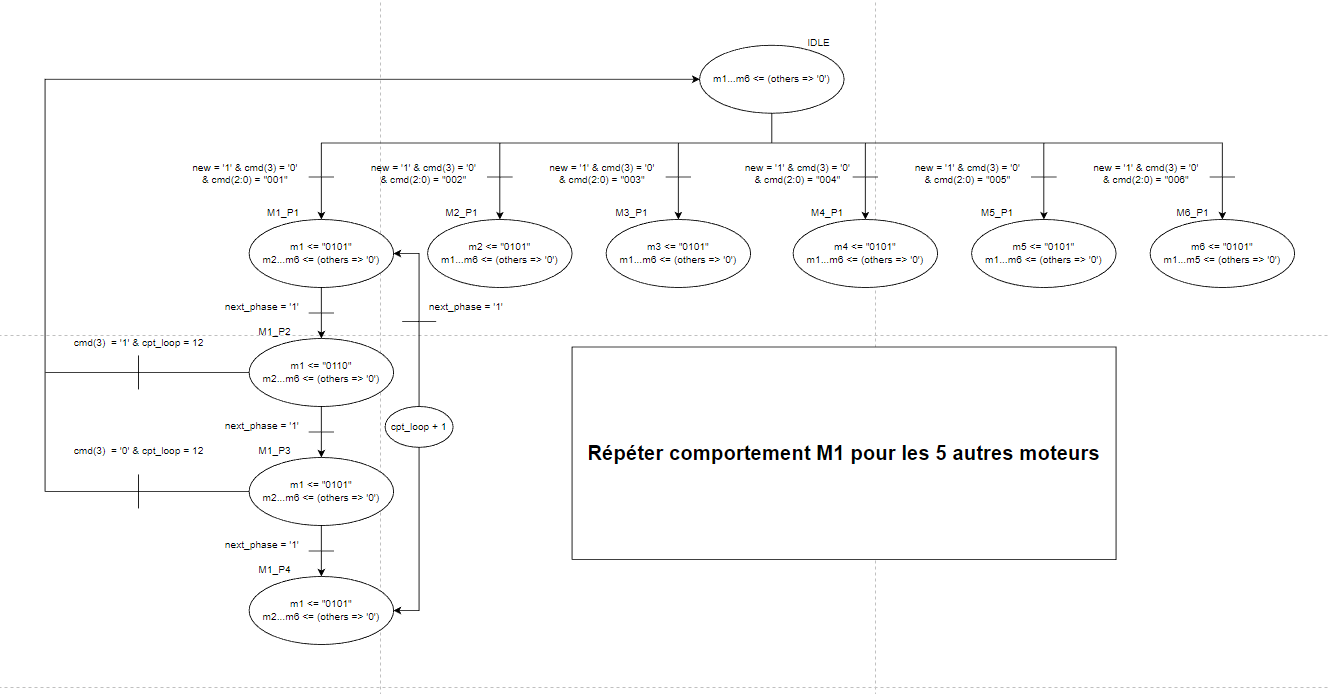 IDLE
m1...m6 <= (others => '0')
new = '1' & cmd(3) = '0'
& cmd(2:0) = "001"
new = '1' & cmd(3) = '0'
& cmd(2:0) = "002"
new = '1' & cmd(3) = '0'
& cmd(2:0) = "003"
new = '1' & cmd(3) = '0'
& cmd(2:0) = "004"
new = '1' & cmd(3) = '0'
& cmd(2:0) = "005"
new = '1' & cmd(3) = '0'
& cmd(2:0) = "006"
M1_P1
m1 <= "0101"
m2...m6 <= (others => '0')
M2_P1
m2 <= "0101"
m1...m6 <= (others => '0')
M3_P1
m3 <= "0101"
m1...m6 <= (others => '0')
M4_P1
m4 <= "0101"
m1...m6 <= (others => '0')
M5_P1
m5 <= "0101"
m1...m6 <= (others => '0')
M6_P1
m6 <= "0101"
m1...m5 <= (others => '0')
next_phase = '1'
next_phase = '1'
M1_P2
cmd(3)  = '1' & cpt_loop = 12
m1 <= "0110"
m2...m6 <= (others => '0')
next_phase = '1'
cpt_loop + 1
cmd(3)  = '0' & cpt_loop = 12
M1_P3
m1 <= "0101"
m2...m6 <= (others => '0')
Répéter comportement M1 pour les 5 autres moteurs
next_phase = '1'
M1_P4
m1 <= "0101"
m2...m6 <= (others => '0')